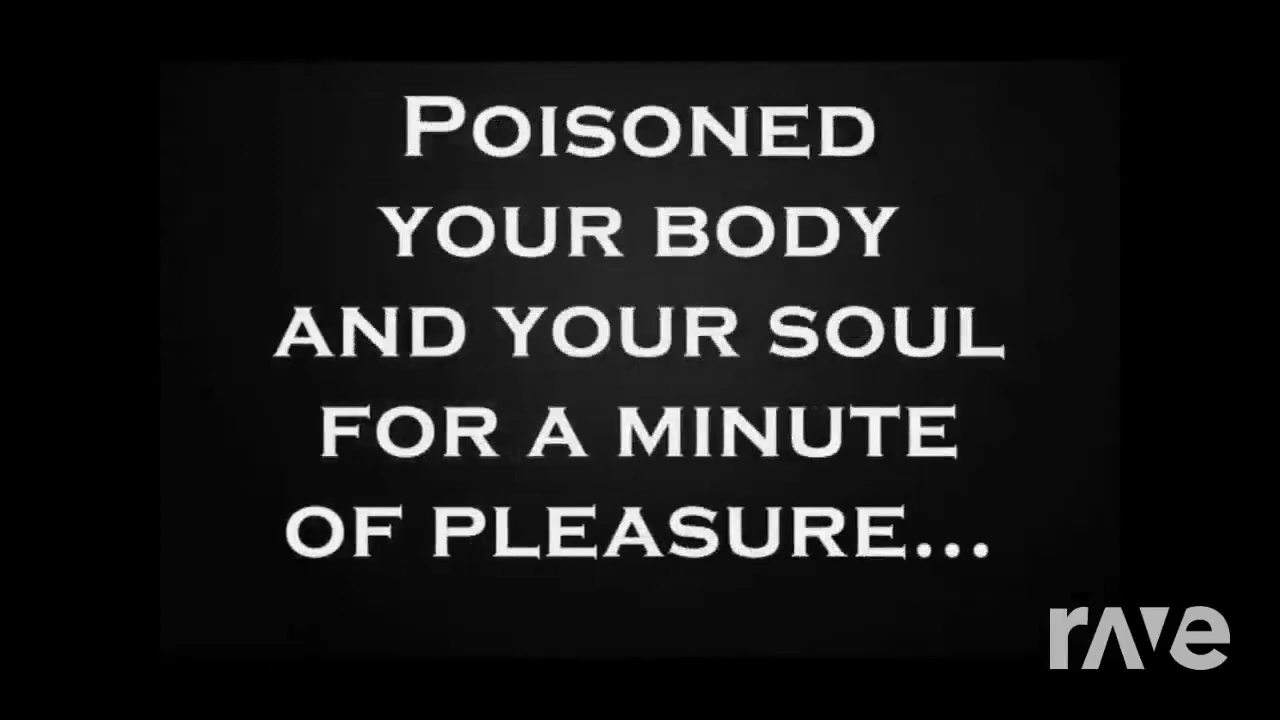 POISONED
YOUR BODY
AND YOUR SOUL
FOR A MINUTE
OF PLEASURE...
rave